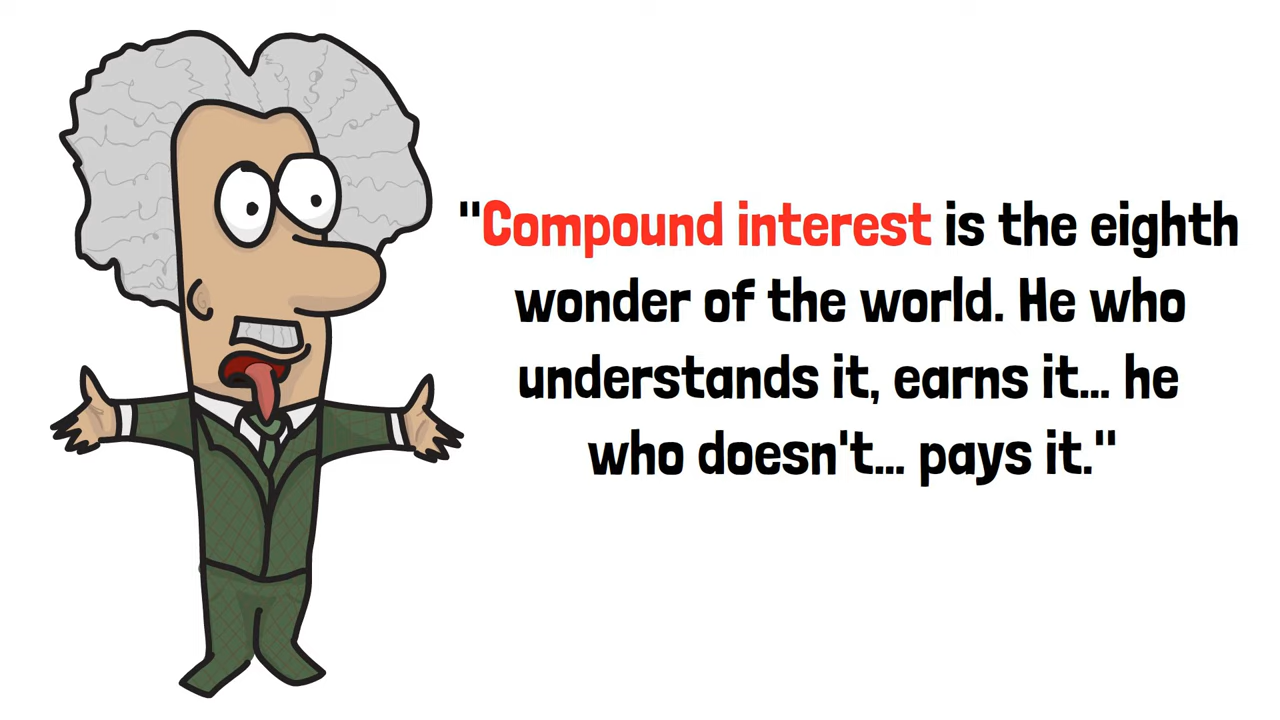 "Compound interest is the eighth
wonder of the world. He who
understands it, earns it... he
who doesn't... pays it."